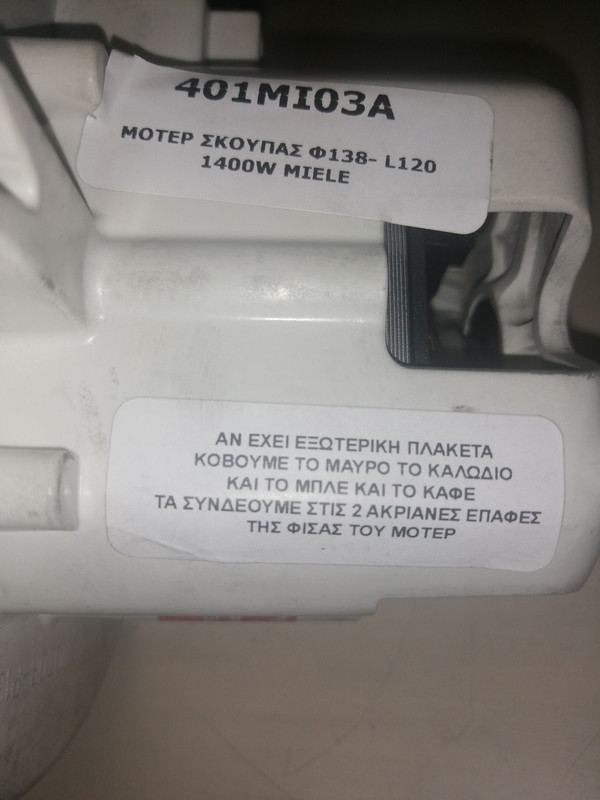 401MI03A
ΜΟΤΕΡ ΣΚΟΥΠΑΣ Φ138- L120
1400W MIELE
ΑΝ ΕΧΕΙ ΕΞΩΤΕΡΙΚΗ ΠΛΑΚΕΤΑ
ΚΟΒΟΥΜΕ ΤΟ ΜΑΥΡΟ ΤΟ ΚΑΛΩΔΙΟ
ΚΑΙ ΤΟ ΜΠΛΕ ΚΑΙ ΤΟ ΚΑΦΕ
ΤΑ ΣΥΝΔΕΟΥΜΕ ΣΤΙΣ 2 ΑΚΡΙΑΝΕΣ ΕΠΑΦΕΣ
ΤΗΣ ΦΙΣΑΣ ΤΟΥ ΜΟΤΕΡ